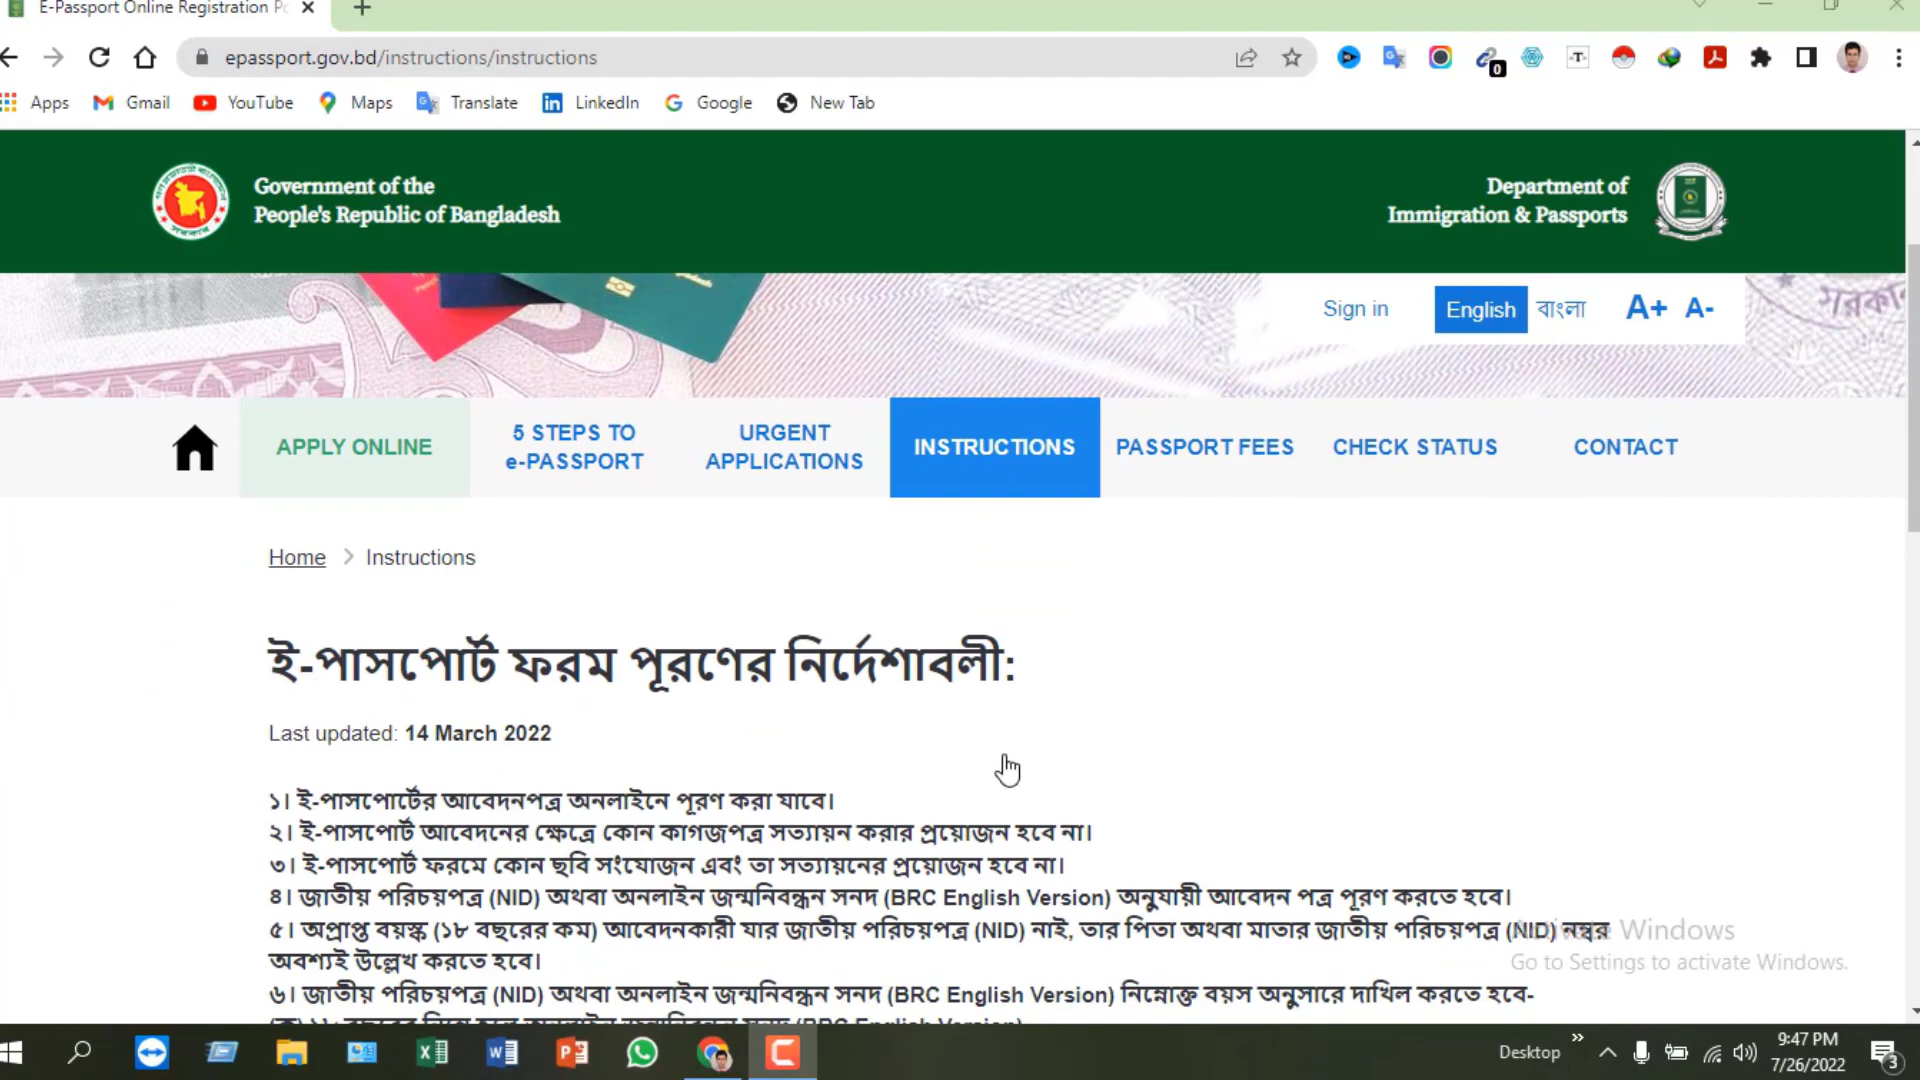 E-Passport Online Registration Po
epassport.gov.bd/instructions/instructions
0
Apps Gmail YouTube Maps Translate LinkedIn Google New Tab
Government of the
People's Republic of Bangladesh
Department of
Immigration & Passports
Sign in English বাংলা A+ A-
APPLY ONLINE
5 STEPS TO
e-PASSPORT
URGENT
APPLICATIONS
INSTRUCTIONS
PASSPORT FEES
CHECK STATUS
CONTACT
Home > Instructions
ই-পাসপোর্ট ফরম পূরণের নির্দেশাবলী:
Last updated: 14 March 2022
১। ই-পাসপোর্টের আবেদনপত্র অনলাইনে পূরণ করা যাবে।
২। ই-পাসপোর্ট আবেদনের ক্ষেত্রে কোন কাগজপত্র সত্যায়ন করার প্রয়োজন হবে না।
৩। ই-পাসপোর্ট ফরমে কোন ছবি সংযোজন এবং তা সত্যায়নের প্রয়োজন হবে না।
৪। জাতীয় পরিচয়পত্র (NID) অথবা অনলাইন জন্মনিবন্ধন সনদ (BRC English Version) অনুযায়ী আবেদন পত্র পূরণ করতে হবে।
৫। অপ্রাপ্ত বয়স্ক (১৮ বছরের কম) আবেদনকারী যার জাতীয় পরিচয়পত্র (NID) নাই, তার পিতা অথবা মাতার জাতীয় পরিচয়পত্র (NID) নম্বর
অবশ্যই উল্লেখ করতে হবে।
৬। জাতীয় পরিচয়পত্র (NID) অথবা অনলাইন জন্মনিবন্ধন সনদ (BRC English Version) নিম্নোক্ত বয়স অনুসারে দাখিল করতে হবে-
Activate Windows
Go to Settings to activate Windows.
Desktop
9:47 PM
7/26/2022
3